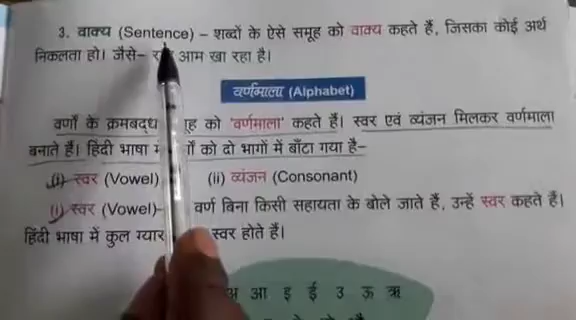 3. वाक्य (Sentence) – शब्दों के ऐसे समूह को वाक्य कहते हैं, जिसका कोई अर्थ
निकलता हो। जैसे– आम खा रहा है।
वर्णमाला (Alphabet)
वर्णों के क्रमबद्ध को 'वर्णमाला' कहते हैं। स्वर एवं व्यंजन मिलकर वर्णमाला
बनाते हैं। हिंदी भाषा को दो भागों में बाँटा गया है–
(i) स्वर (Vowel) (ii) व्यंजन (Consonant)
(i) स्वर (Vowel)– वर्ण बिना किसी सहायता के बोले जाते हैं, उन्हें स्वर कहते हैं।
हिंदी भाषा में कुल स्वर होते हैं।
अ आ इ ई उ ऊ ऋ